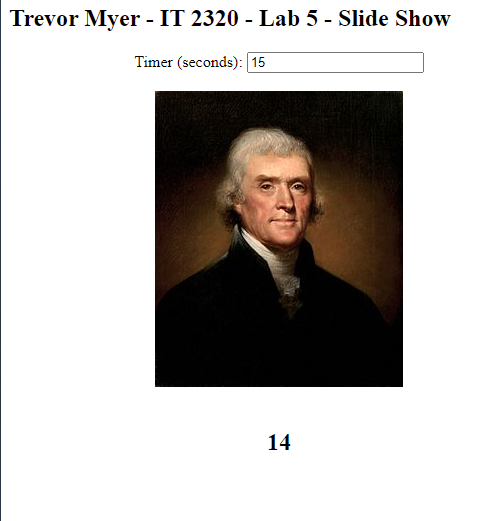 Trevor Myer - IT 2320 - Lab 5 - Slide Show
Timer (seconds): 15
14